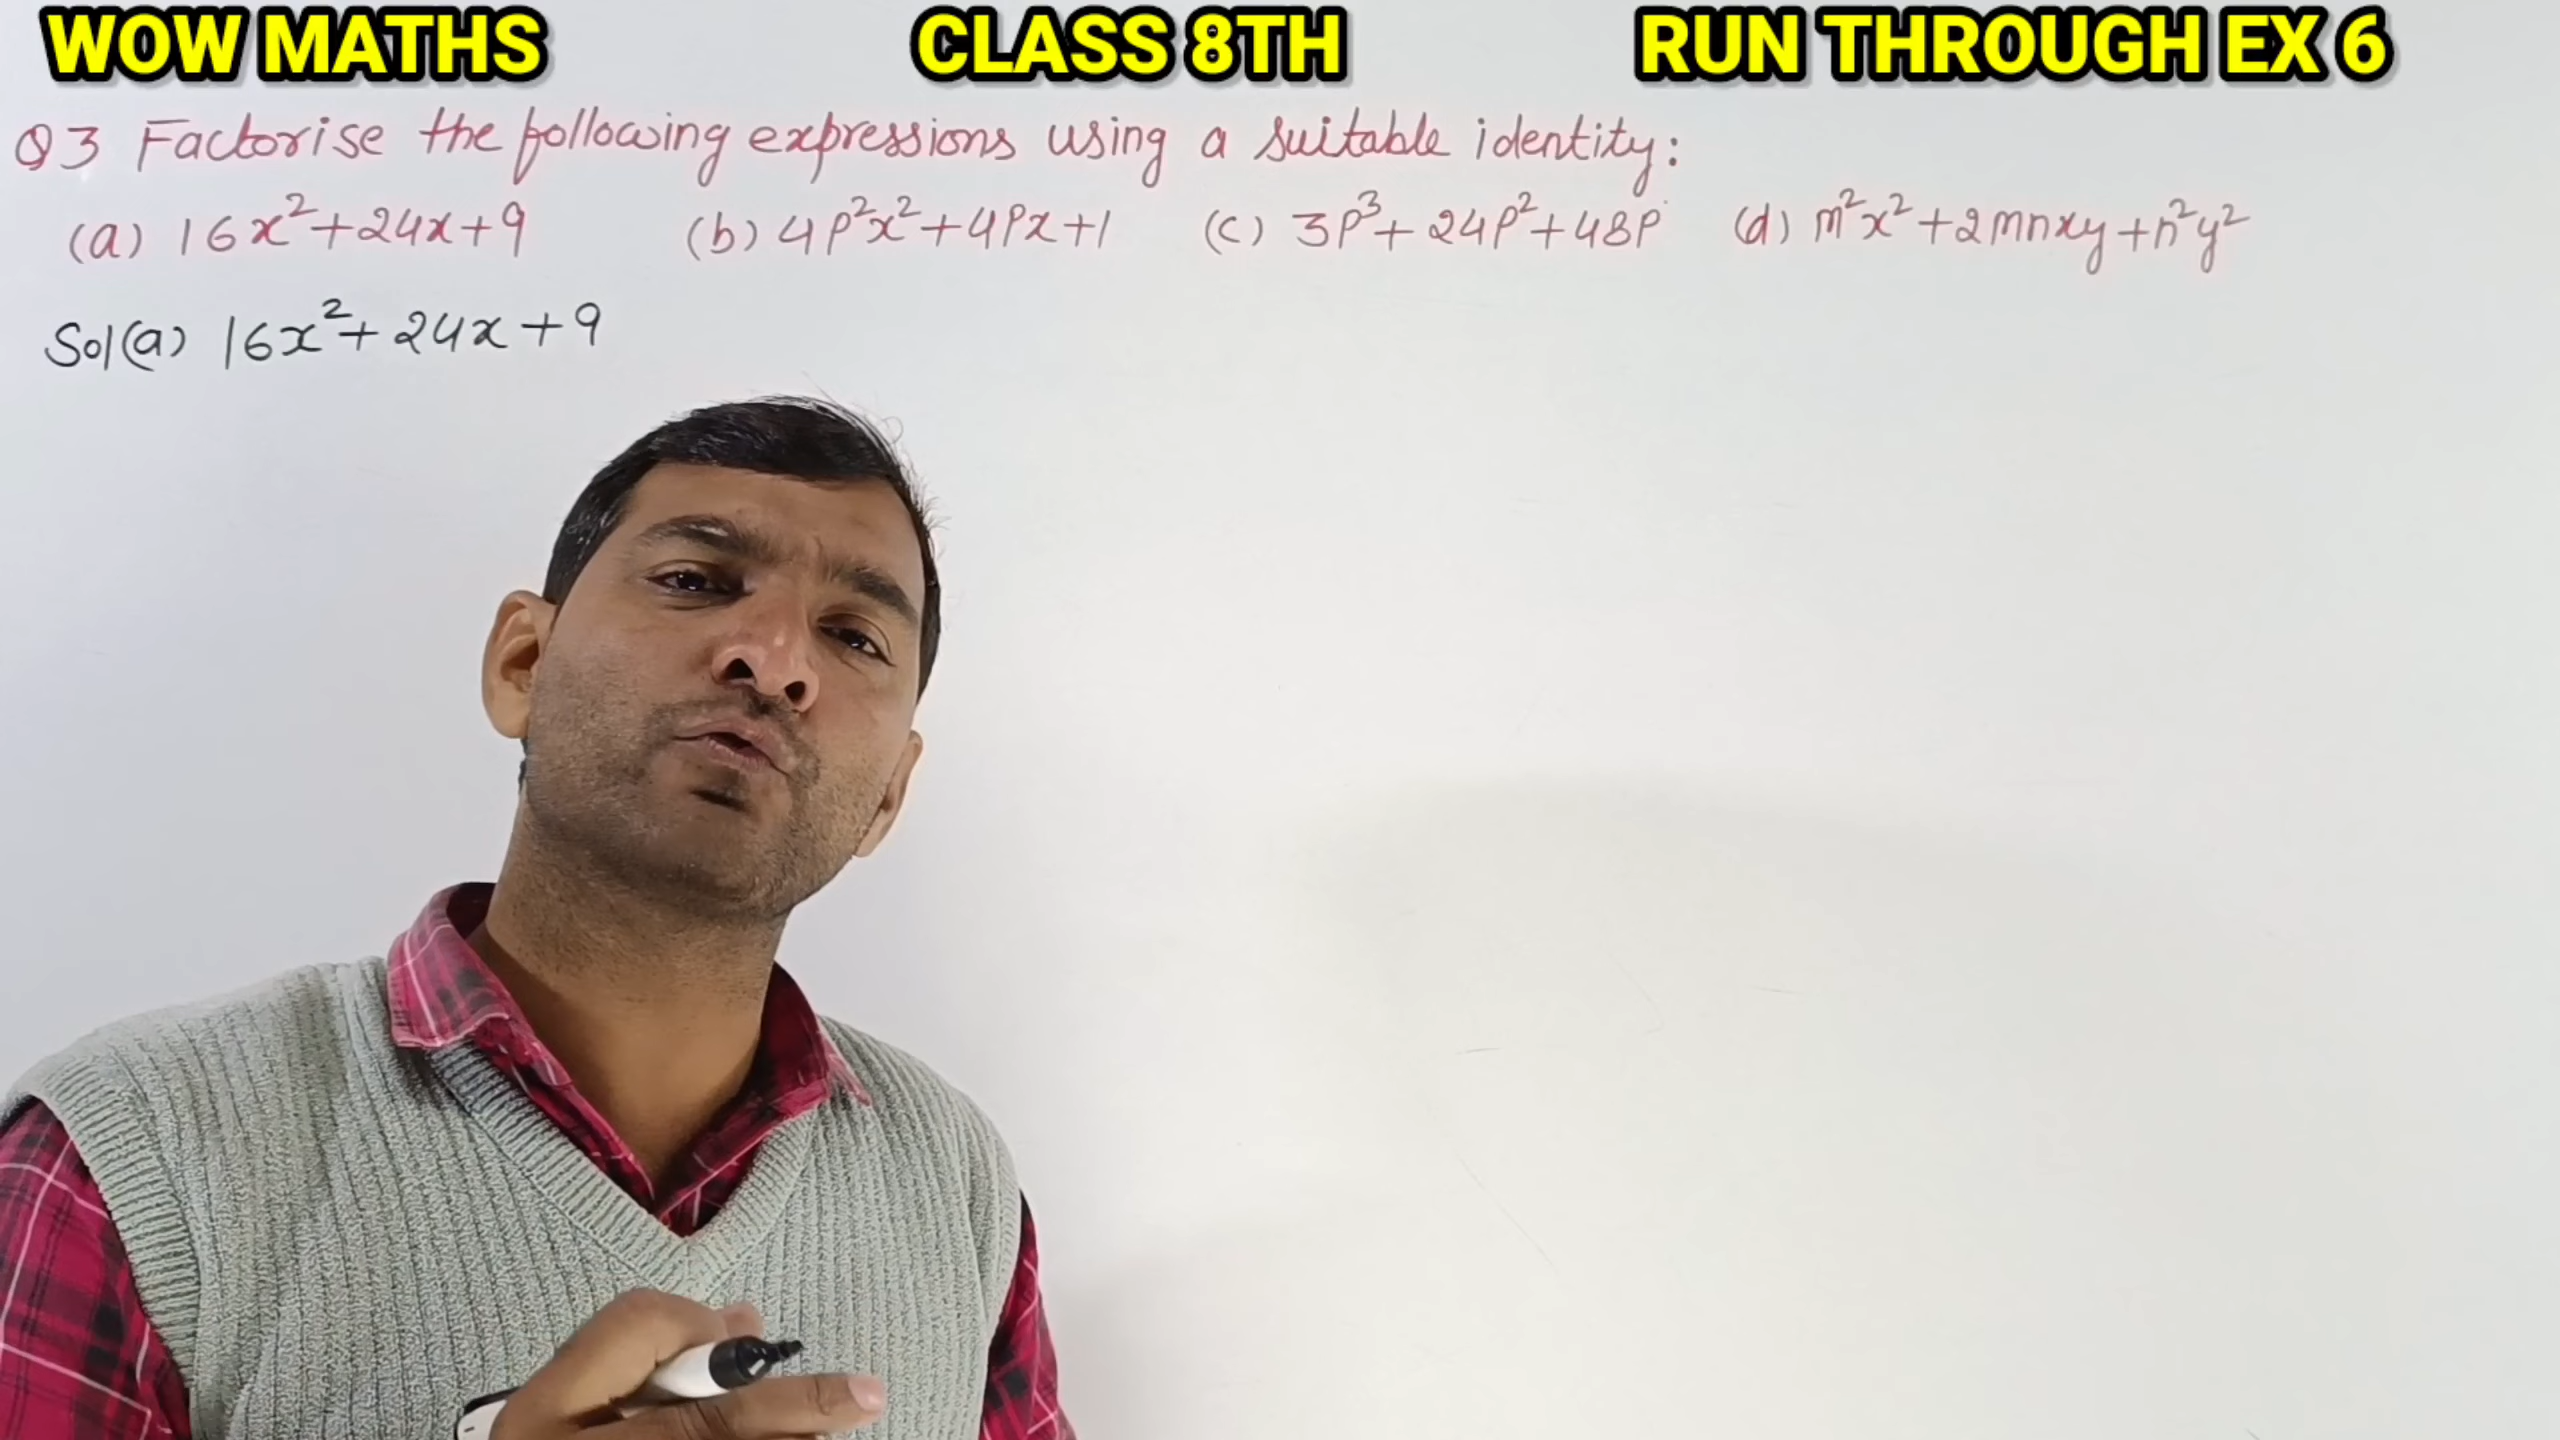 WOW MATHS CLASS 8TH RUN THROUGH EX 6
Q3 Factorise the following expressions using a suitable identity:
(a) 16x²+24x+9 (b) 4p²x²+4px+1 (c) 3p³+24p²+48p (d) m²x²+2mnxy+n²y²
Sol(a) 16x²+24x+9